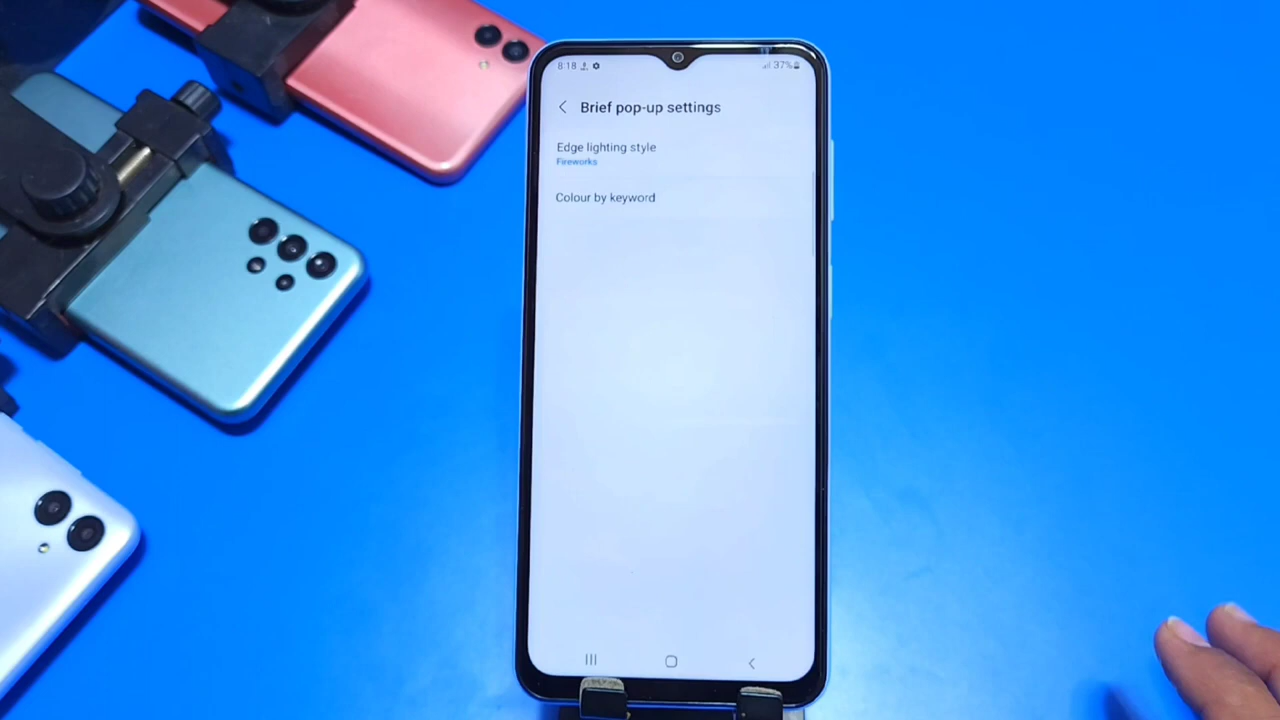 8:18
37%
Brief pop-up settings
Edge lighting style
Fireworks
Colour by keyword